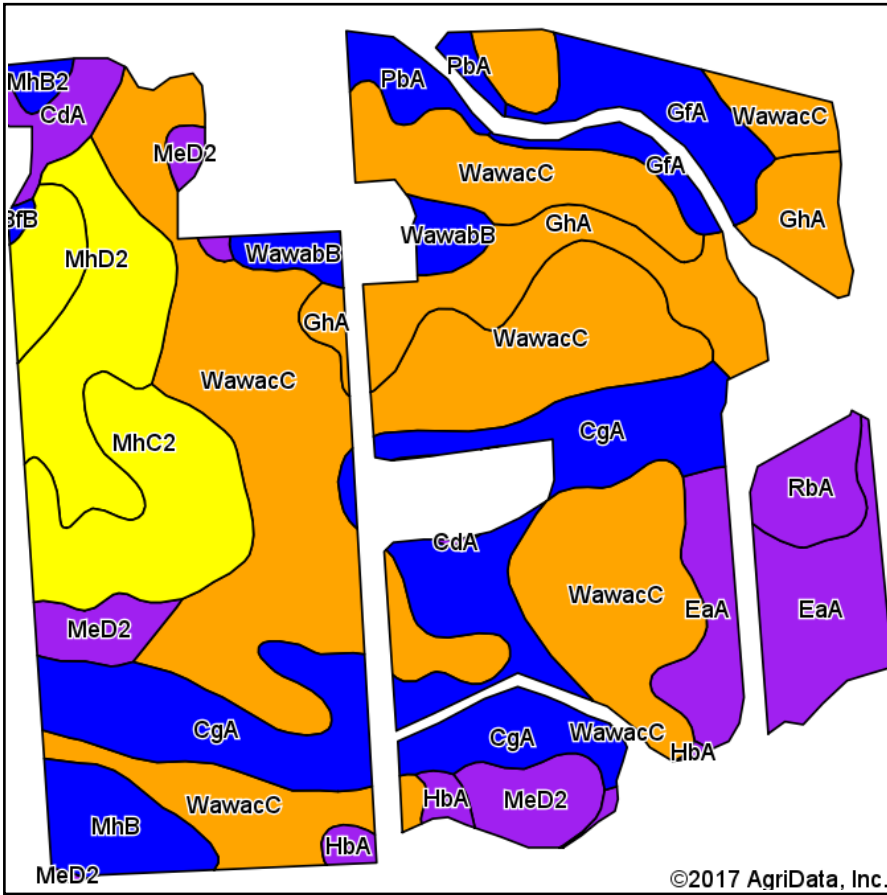 PbA
PbA
MhB2
CdA
GfA
WawacC
MeD2
GfA
WawacC
BfB
GhA
GhA
WawabB
WawabB
MhD2
GhA
WawacC
WawacC
CgA
MhC2
RbA
CdA
WawacC
EaA
EaA
MeD2
CgA
WawacC
CgA
HbA
WawacC
HbA
MeD2
MhB
HbA
MeD2
©2017 AgriData, Inc.